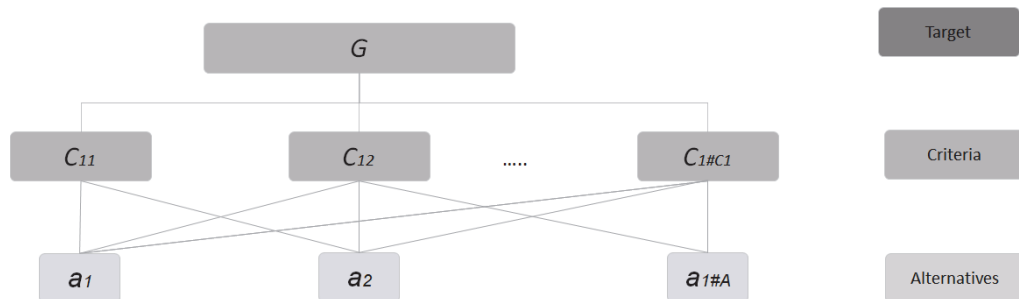 G
Target
C11
C12
.....
C1#C1
Criteria
a1
a2
a1#A
Alternatives